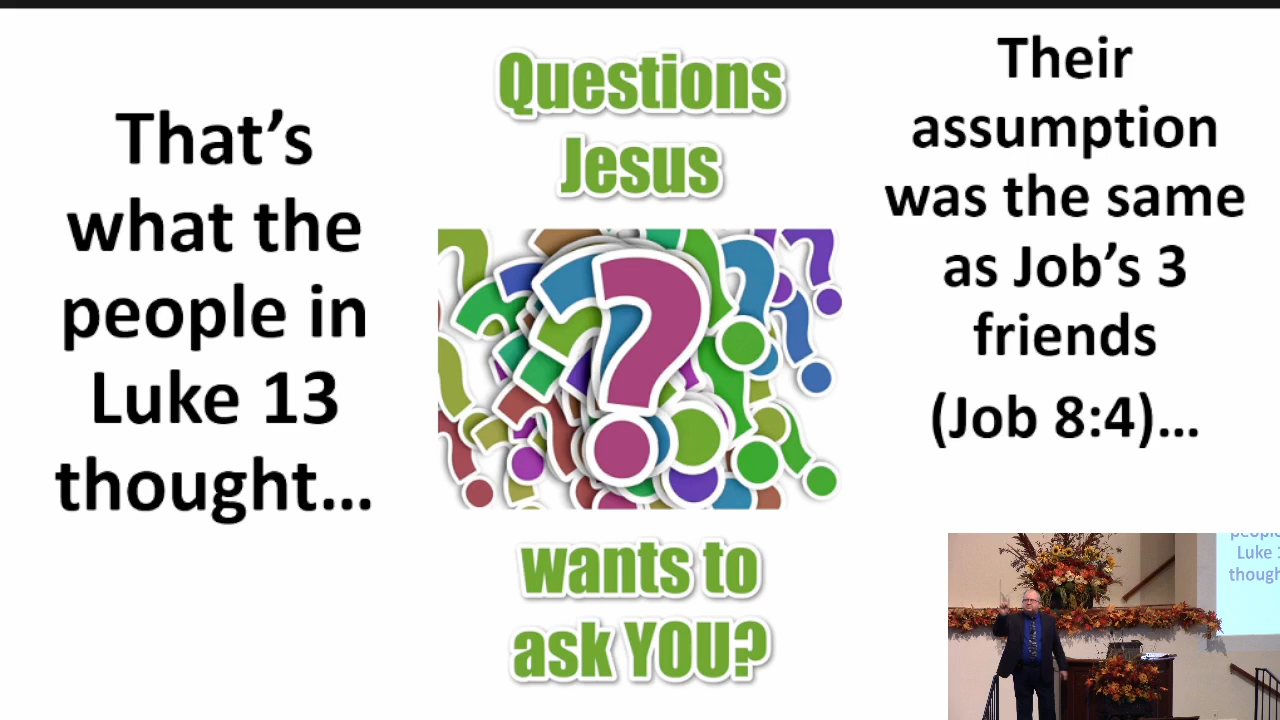 That’s
what the
people in
Luke 13
thought…
Questions
Jesus
wants to
ask YOU?
Their
assumption
was the same
as Job’s 3
friends
(Job 8:4)…
Luke